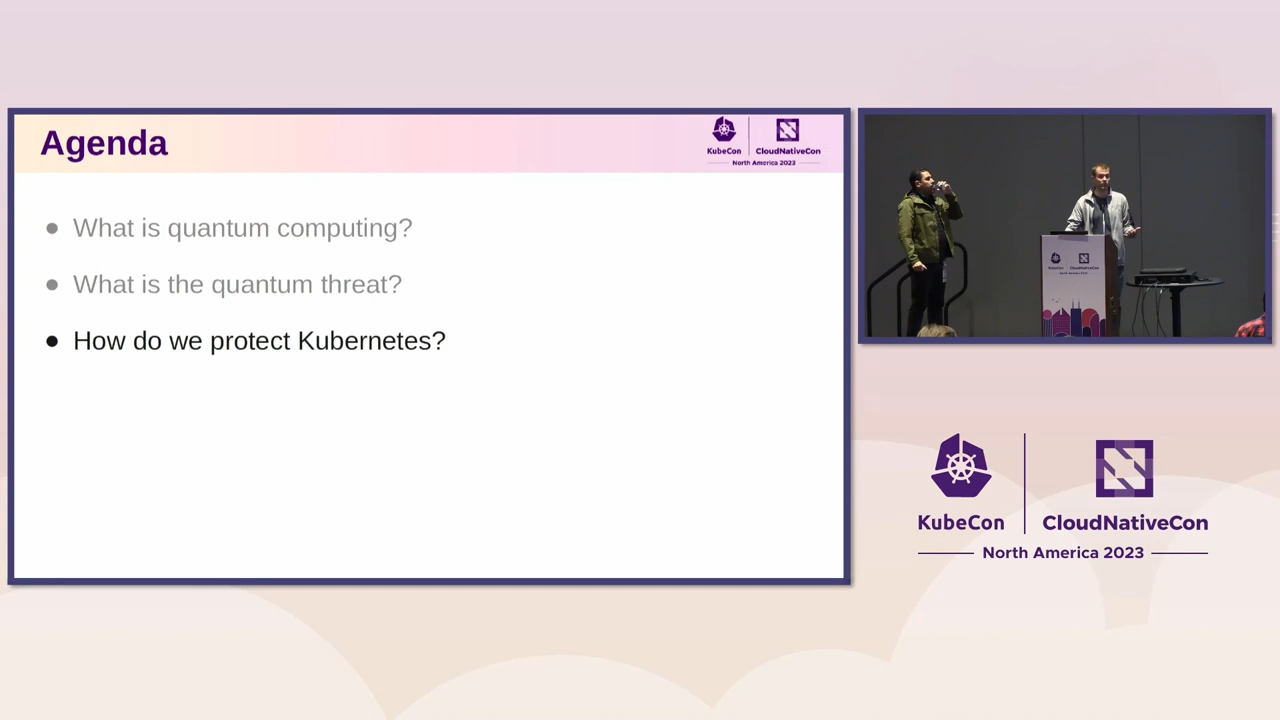 Agenda
KubeCon
CloudNativeCon
North America 2023
What is quantum computing?
What is the quantum threat?
How do we protect Kubernetes?
KubeCon
CloudNativeCon
North America 2023